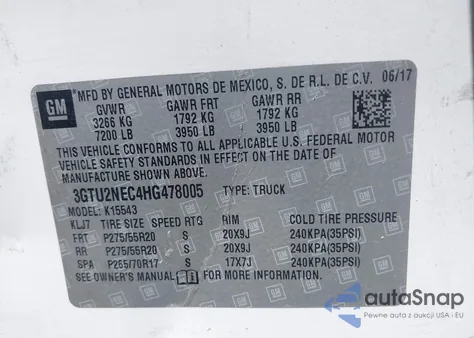 GM
MFD BY GENERAL MOTORS DE MEXICO, S. DE R.L. DE C.V. 06/17
GVWR GAWR FRT GAWR RR
3266 KG 1792 KG 1792 KG
7200 LB 3950 LB 3950 LB
THIS VEHICLE CONFORMS TO ALL APPLICABLE U.S. FEDERAL MOTOR
VEHICLE SAFETY STANDARDS IN EFFECT ON THE DATE OF
MANUFACTURE SHOWN ABOVE.
3GTU2NEC4HG478005 TYPE: TRUCK
MODEL: K15543
KLJ7 TIRE SIZE SPEED RTG RIM COLD TIRE PRESSURE
FRT P275/55R20 S 20X9J 240KPA(35PSI)
RR P275/55R20 S 20X9J 240KPA(35PSI)
SPA P265/70R17 S 17X7J 240KPA(35PSI)
SEE OWNER'S MANUAL FOR MORE INFORMATION.
autoSnap
Pewne auta z aukcji w USA i EU